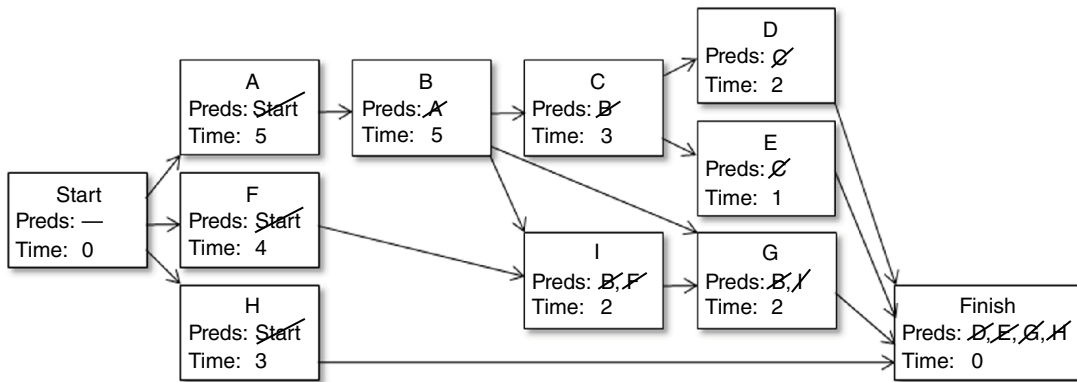 Start
Preds: —
Time: 0
A
Preds: Start
Time: 5
F
Preds: Start
Time: 4
H
Preds: Start
Time: 3
B
Preds: A
Time: 5
C
Preds: B
Time: 3
I
Preds: B, F
Time: 2
D
Preds: C
Time: 2
E
Preds: C
Time: 1
G
Preds: B, I
Time: 2
Finish
Preds: D, E, G, H
Time: 0